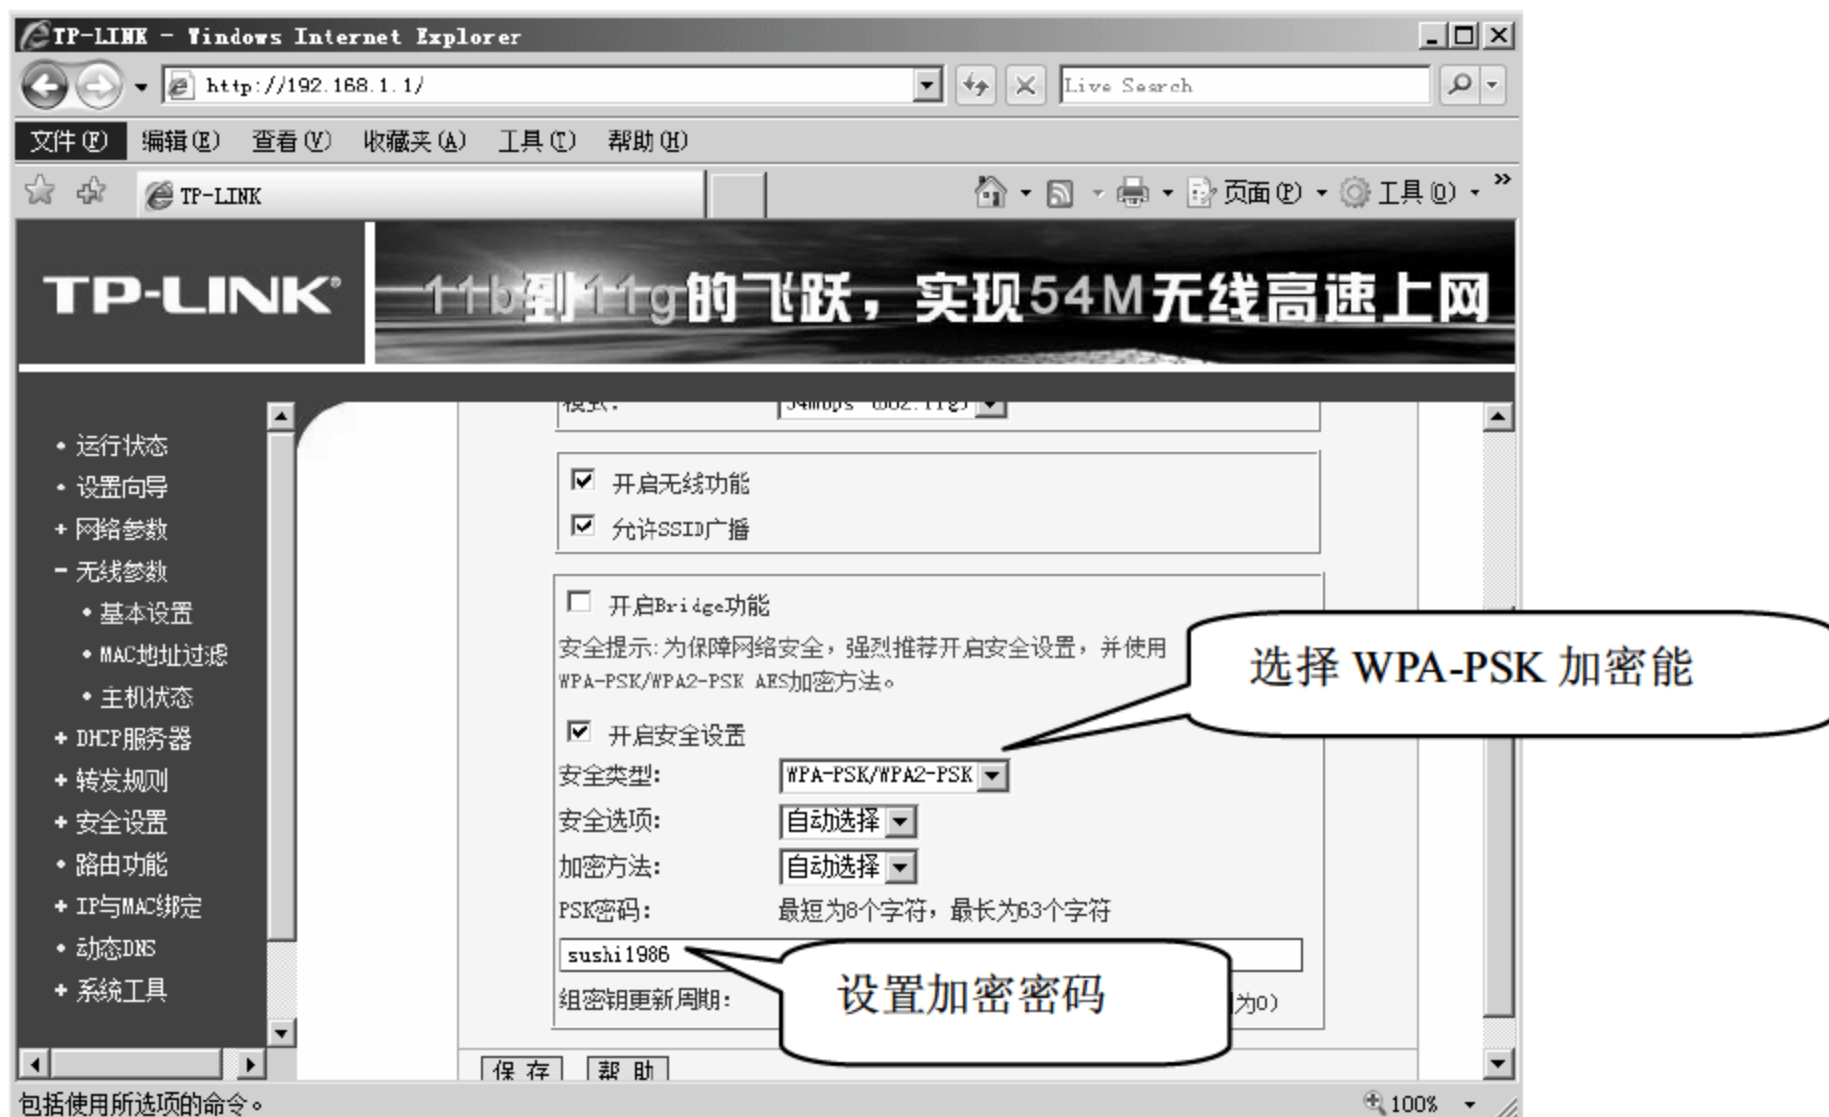 TP-LINK - Windows Internet Explorer
http://192.168.1.1/
Live Search
文件(F) 编辑(E) 查看(V) 收藏夹(A) 工具(T) 帮助(H)
TP-LINK
页面(P) 工具(O)
TP-LINK®
11b到11g的飞跃，实现54M无线高速上网
• 运行状态
• 设置向导
+ 网络参数
- 无线参数
• 基本设置
• MAC地址过滤
• 主机状态
+ DHCP服务器
+ 转发规则
+ 安全设置
• 路由功能
+ IP与MAC绑定
• 动态DNS
+ 系统工具
模式： 54Mbps (802.11g)
开启无线功能
允许SSID广播
开启Bridge功能
安全提示:为保障网络安全，强烈推荐开启安全设置，并使用
WPA-PSK/WPA2-PSK AES加密方法。
开启安全设置
安全类型: WPA-PSK/WPA2-PSK
安全选项: 自动选择
加密方法: 自动选择
PSK密码: 最短为8个字符，最长为63个字符
sushi1986
组密钥更新周期: 为0)
保 存 帮 助
选择 WPA-PSK 加密能
设置加密密码
包括使用所选项的命令。
100%